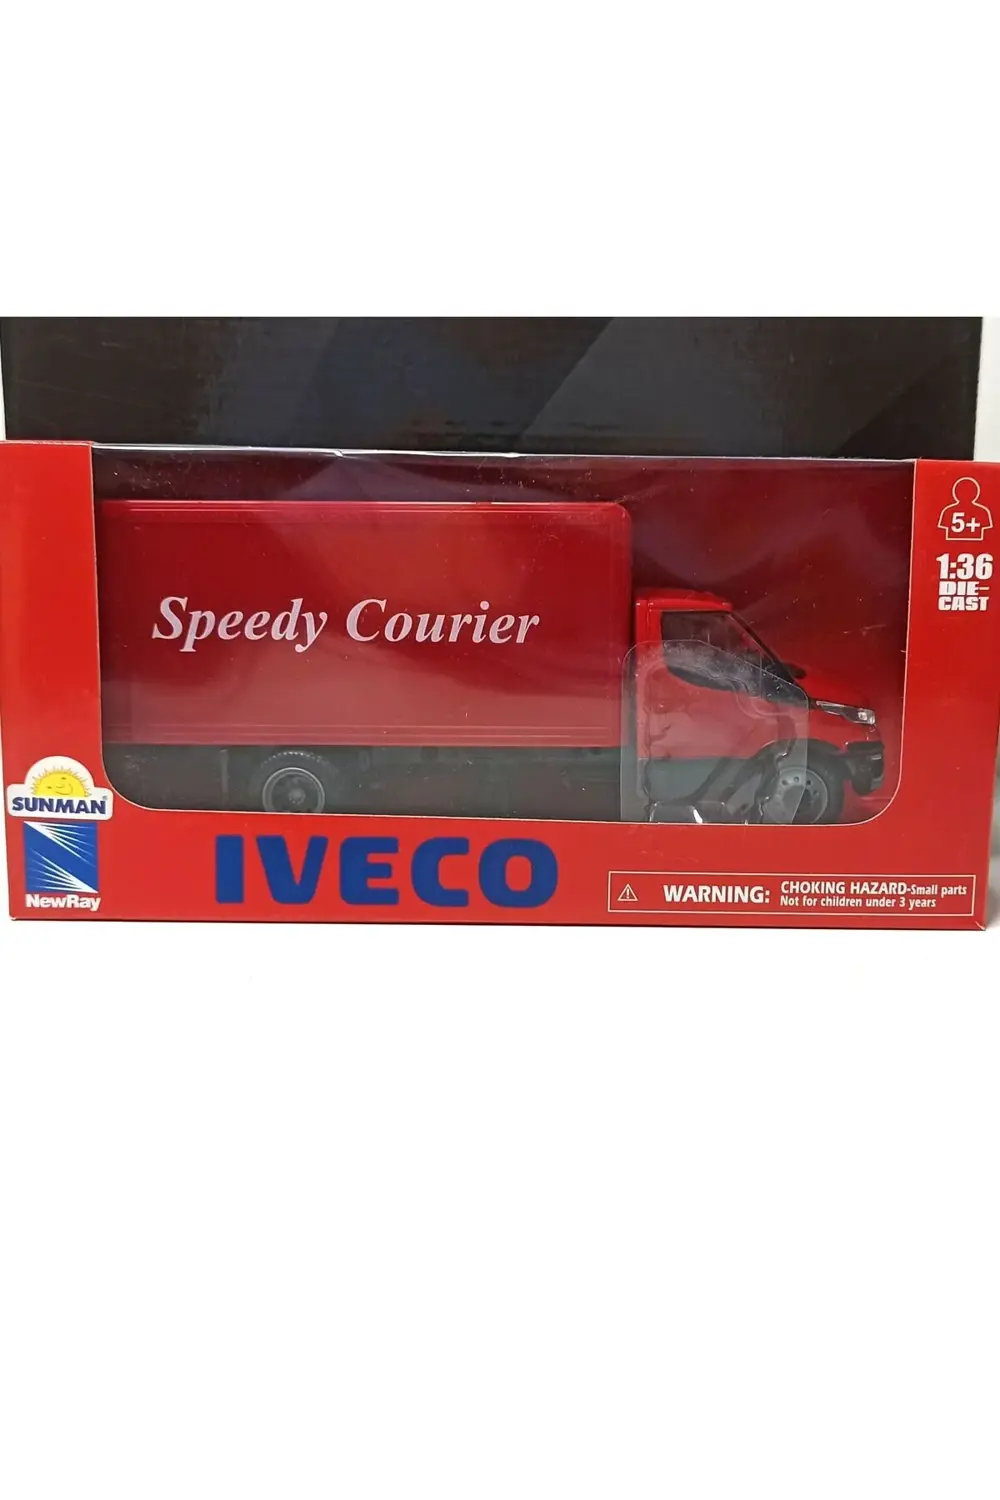 5+
1:36
DIE-
CAST
Speedy Courier
SUNMAN®
NewRay
IVECO
WARNING: CHOKING HAZARD-Small parts
Not for children under 3 years